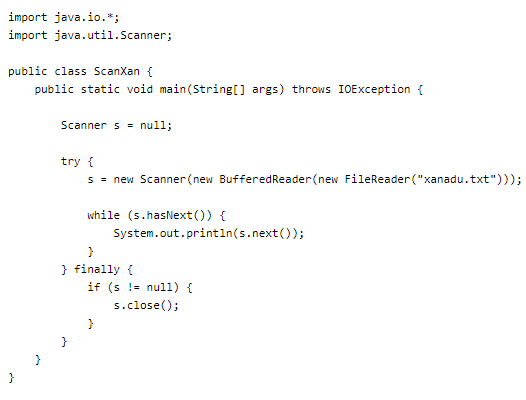 import java.io.*;
import java.util.Scanner;

public class ScanXan {
    public static void main(String[] args) throws IOException {

        Scanner s = null;

        try {
            s = new Scanner(new BufferedReader(new FileReader("xanadu.txt")));

            while (s.hasNext()) {
                System.out.println(s.next());
            }
        } finally {
            if (s != null) {
                s.close();
            }
        }
    }
}